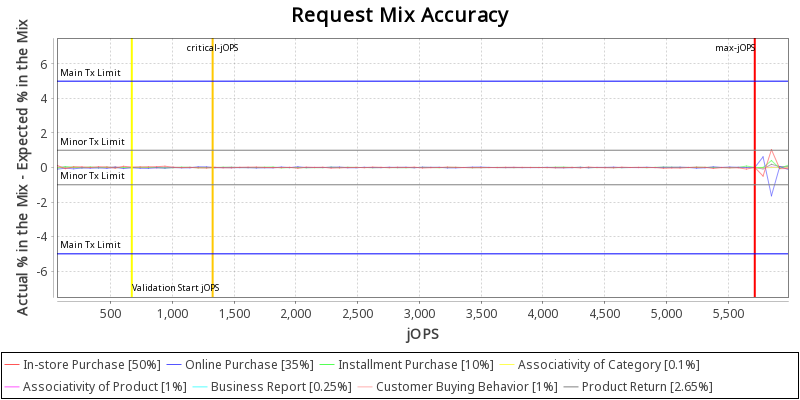 Request Mix Accuracy
Actual % in the Mix - Expected % in the Mix
critical-jOPS
max-jOPS
6
Main Tx Limit
4
2
Minor Tx Limit
0
Minor Tx Limit
-2
-4
Main Tx Limit
-6
Validation Start jOPS
500 1,000 1,500 2,000 2,500 3,000 3,500 4,000 4,500 5,000 5,500
jOPS
In-store Purchase [50%] Online Purchase [35%] Installment Purchase [10%] Associativity of Category [0.1%]
Associativity of Product [1%] Business Report [0.25%] Customer Buying Behavior [1%] Product Return [2.65%]